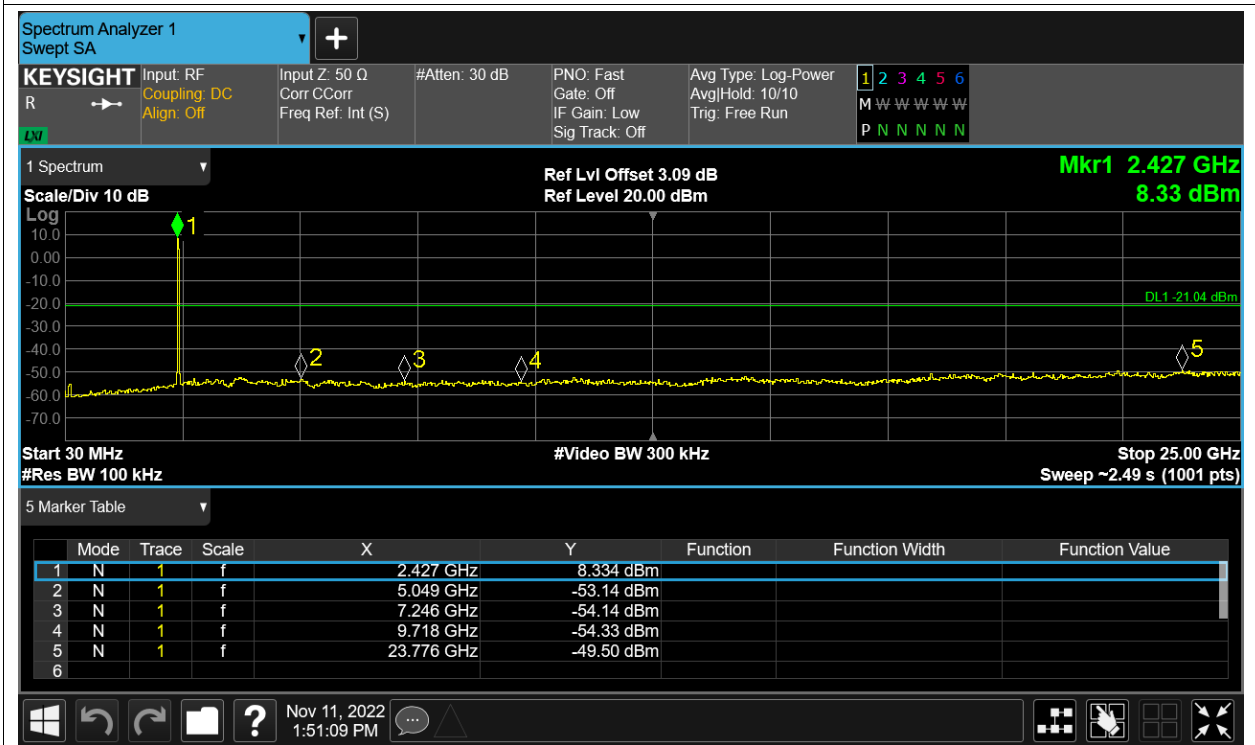 Spectrum Analyzer 1
Swept SA
KEYSIGHT
R
LXI
Input: RF
Coupling: DC
Align: Off
Input Z: 50 Ω
Corr CCorr
Freq Ref: Int (S)
#Atten: 30 dB
PNO: Fast
Gate: Off
IF Gain: Low
Sig Track: Off
Avg Type: Log-Power
Avg|Hold: 10/10
Trig: Free Run
1 2 3 4 5 6
M W W W W W
P N N N N N
1 Spectrum
Scale/Div 10 dB
Ref Lvl Offset 3.09 dB
Ref Level 20.00 dBm
Mkr1 2.427 GHz
8.33 dBm
Log
10.0
0.00
-10.0
-20.0
-30.0
-40.0
-50.0
-60.0
-70.0
1
2
3
4
5
DL1 -21.04 dBm
Start 30 MHz
#Res BW 100 kHz
#Video BW 300 kHz
Stop 25.00 GHz
Sweep ~2.49 s (1001 pts)
5 Marker Table
Mode Trace Scale X Y Function Function Width Function Value
1 N 1 f 2.427 GHz 8.334 dBm
2 N 1 f 5.049 GHz -53.14 dBm
3 N 1 f 7.246 GHz -54.14 dBm
4 N 1 f 9.718 GHz -54.33 dBm
5 N 1 f 23.776 GHz -49.50 dBm
6
?
Nov 11, 2022
1:51:09 PM